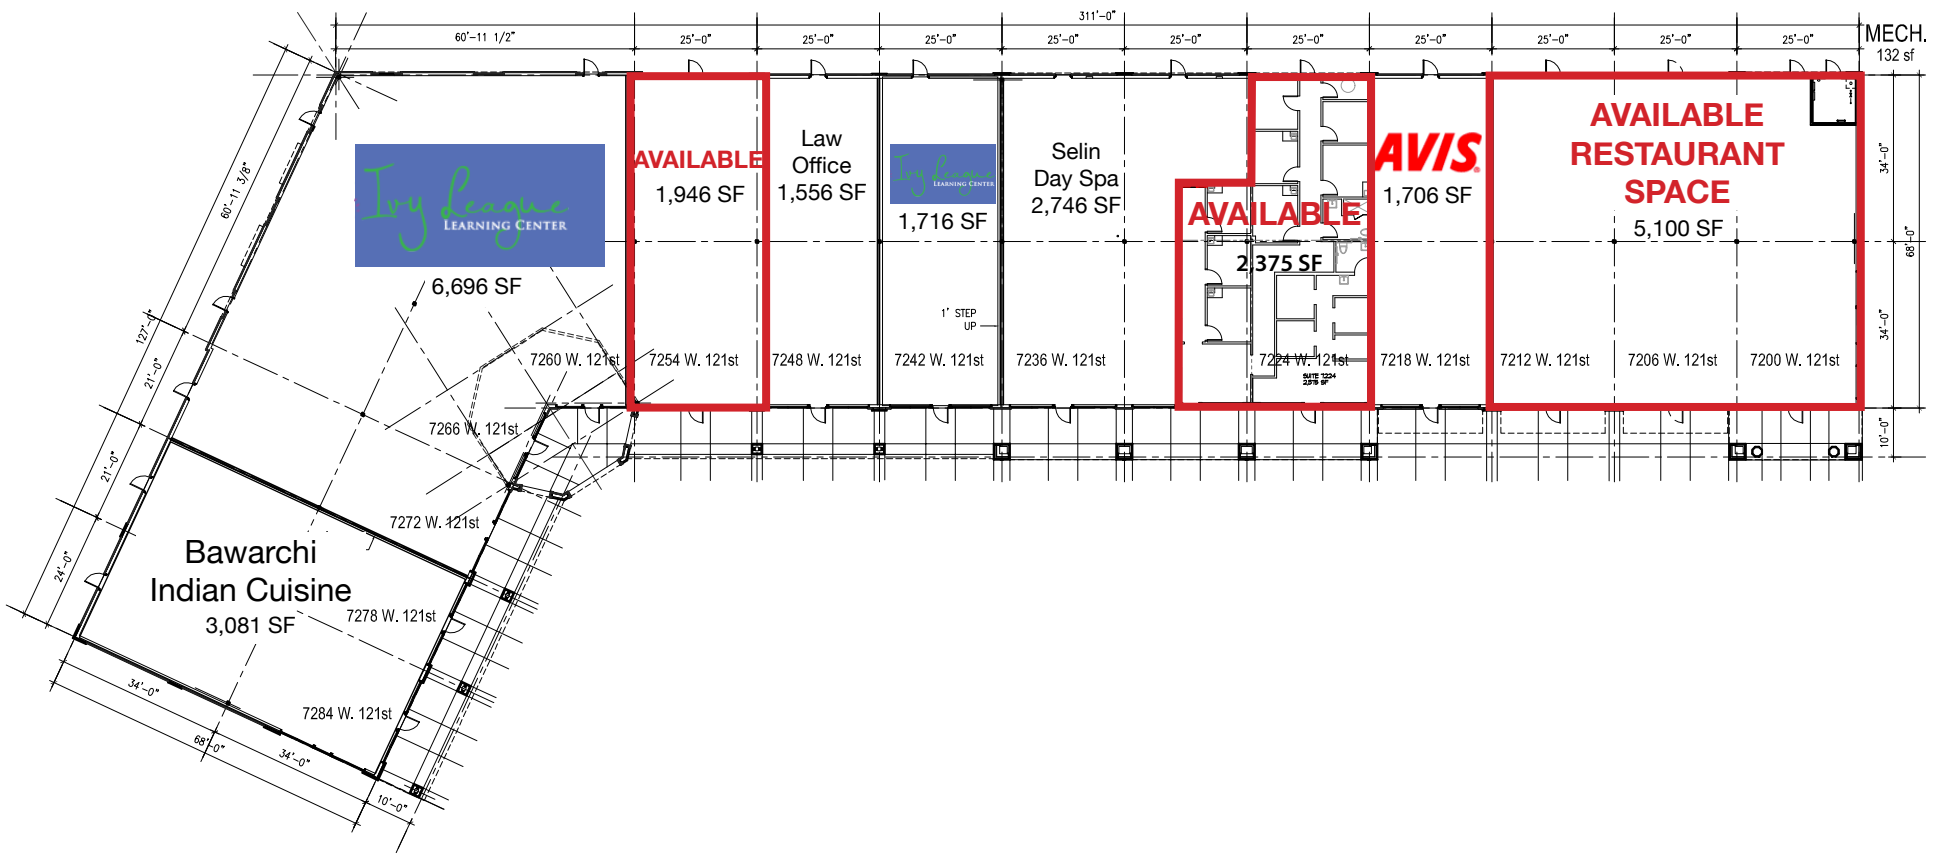 311'-0"
60'-11 1/2"
25'-0"
25'-0"
25'-0"
25'-0"
25'-0"
25'-0"
25'-0"
25'-0"
25'-0"
25'-0"
MECH.
132 sf
60'-11 3/8"
127'-0"
21'-0"
21'-0"
24'-0"
Ivy League
LEARNING CENTER
6,696 SF
AVAILABLE
1,946 SF
Law
Office
1,556 SF
Ivy League
LEARNING CENTER
1,716 SF
1' STEP
UP
Selin
Day Spa
2,746 SF
AVAILABLE
2,375 SF
SUITE 7224
AVIS
1,706 SF
AVAILABLE
RESTAURANT
SPACE
5,100 SF
34'-0"
68'-0"
34'-0"
10'-0"
7260 W. 121st
7254 W. 121st
7248 W. 121st
7242 W. 121st
7236 W. 121st
7224 W. 121st
7218 W. 121st
7212 W. 121st
7206 W. 121st
7200 W. 121st
7266 W. 121st
7272 W. 121st
Bawarchi
Indian Cuisine
3,081 SF
7278 W. 121st
7284 W. 121st
34'-0"
68'-0"
34'-0"
10'-0"